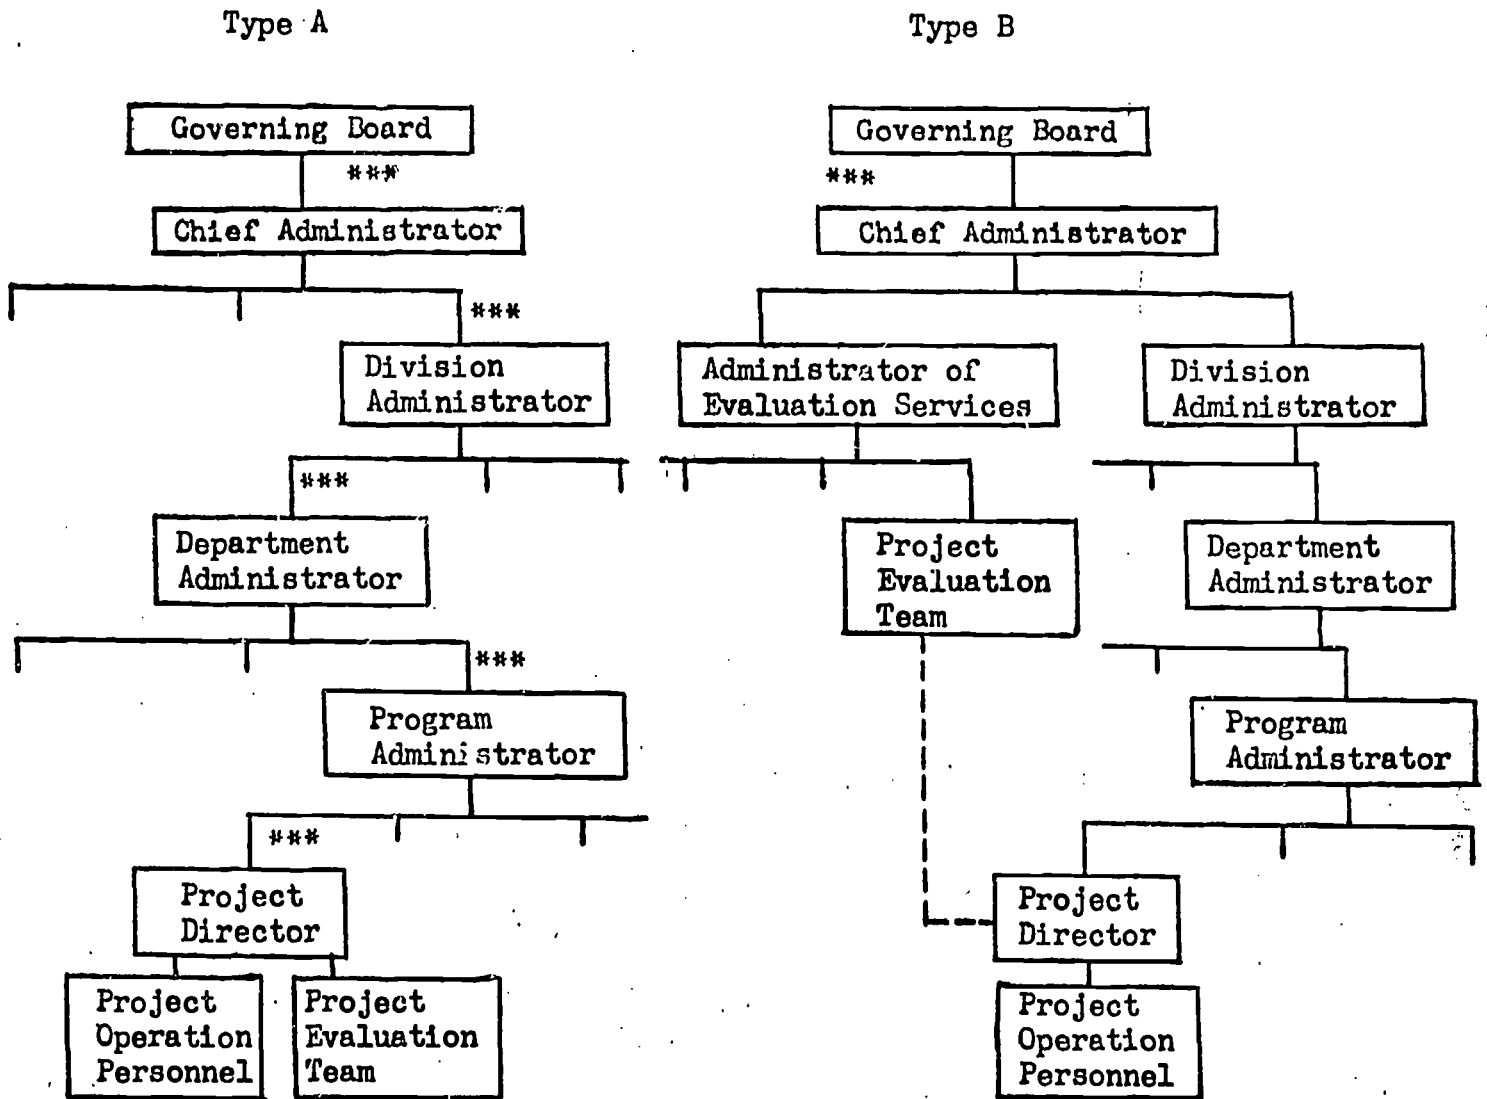 Type A
Governing Board
***
Chief Administrator
***
Division
Administrator
***
Department
Administrator
***
Program
Administrator
***
Project
Director
Project
Operation
Personnel
Project
Evaluation
Team
Type B
Governing Board
***
Chief Administrator
Administrator of
Evaluation Services
Division
Administrator
Project
Evaluation
Team
Department
Administrator
Program
Administrator
Project
Director
Project
Operation
Personnel